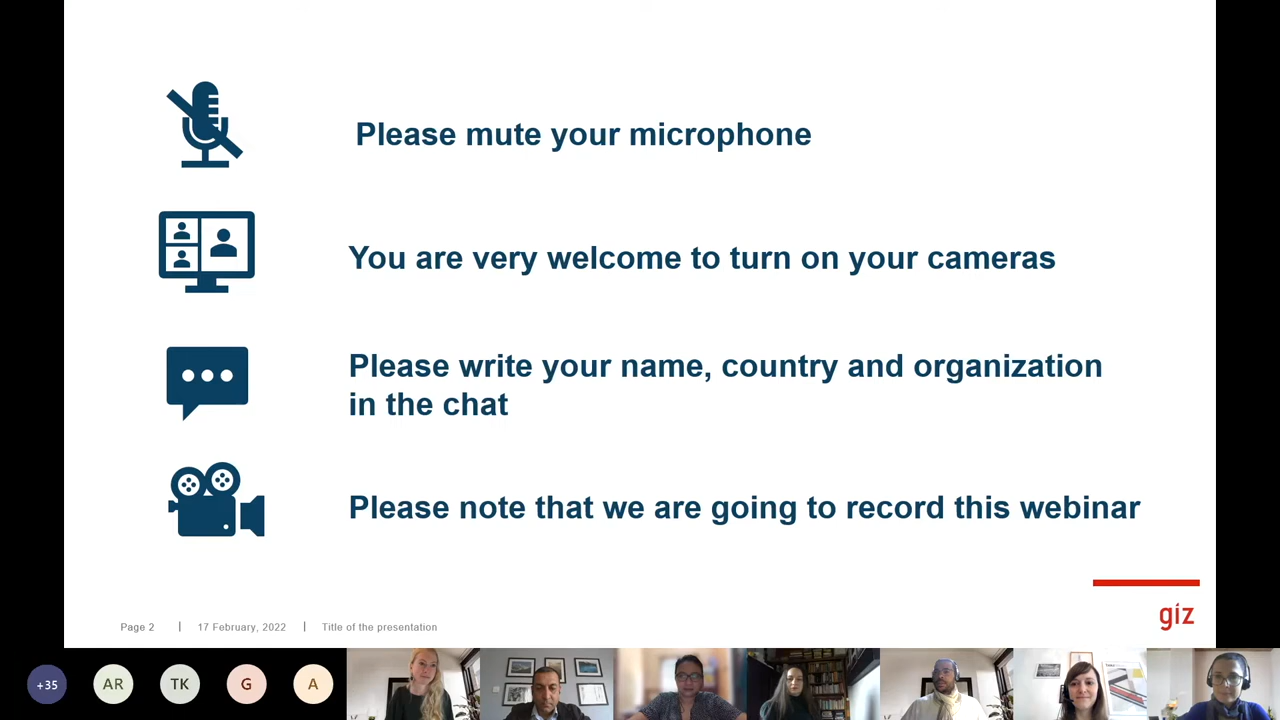 Please mute your microphone
You are very welcome to turn on your cameras
Please write your name, country and organization
in the chat
Please note that we are going to record this webinar
giz
Page 2 | 17 February, 2022 | Title of the presentation
+35 AR TK G A